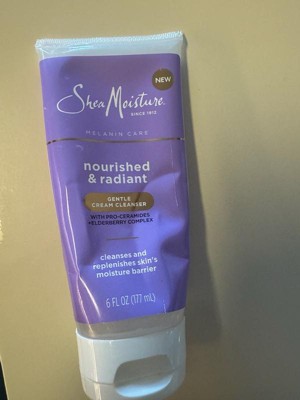 NEW
SheaMoisture
SINCE 1912
MELANIN CARE
nourished
& radiant
GENTLE
CREAM CLEANSER
WITH PRO-CERAMIDES
+ELDERBERRY COMPLEX
cleanses and
replenishes skin's
moisture barrier
6 FL OZ (177 mL)